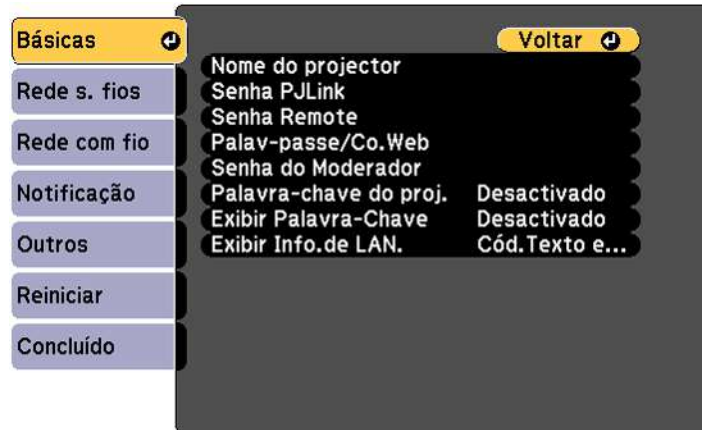 Básicas
Rede s. fios
Rede com fio
Notificação
Outros
Reiniciar
Concluído
Voltar
Nome do projector
Senha PJLink
Senha Remote
Palav-passe/Co.Web
Senha do Moderador
Palavra-chave do proj. Desactivado
Exibir Palavra-Chave Desactivado
Exibir Info.de LAN. Cód.Texto e...